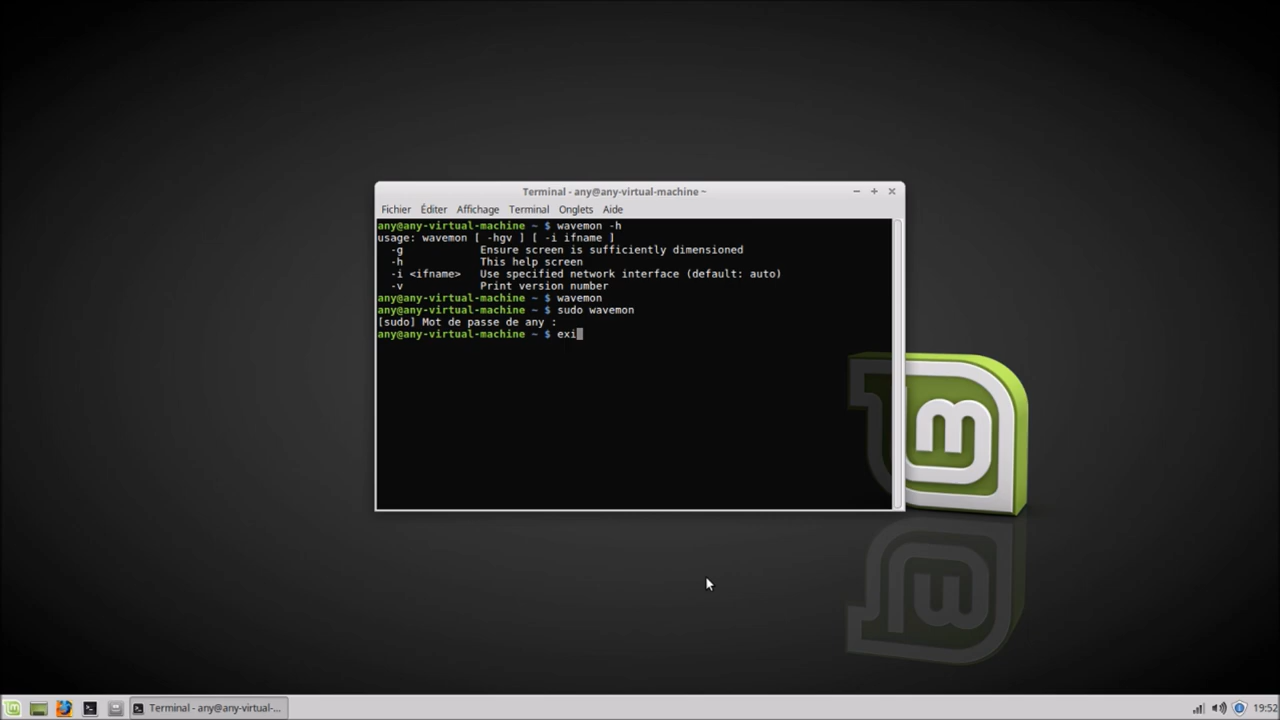 Terminal - any@any-virtual-machine ~
Fichier Éditer Affichage Terminal Onglets Aide
any@any-virtual-machine ~ $ wavemon -h
usage: wavemon [ -hgv ] [ -i ifname ]
  -g            Ensure screen is sufficiently dimensioned
  -h            This help screen
  -i <ifname>   Use specified network interface (default: auto)
  -v            Print version number
any@any-virtual-machine ~ $ wavemon
any@any-virtual-machine ~ $ sudo wavemon
[sudo] Mot de passe de any :
any@any-virtual-machine ~ $ exi
Terminal - any@any-virtual-...
19:52